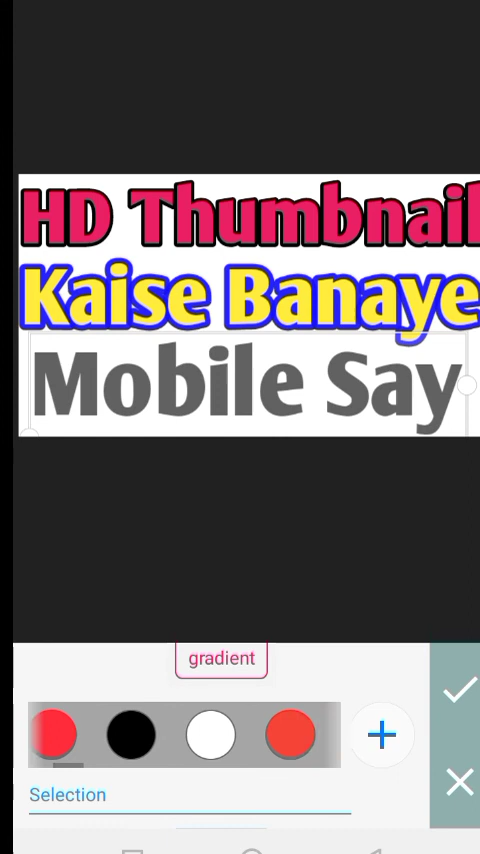 HD Thumbnail
Kaise Banaye
Mobile Say
gradient
Selection